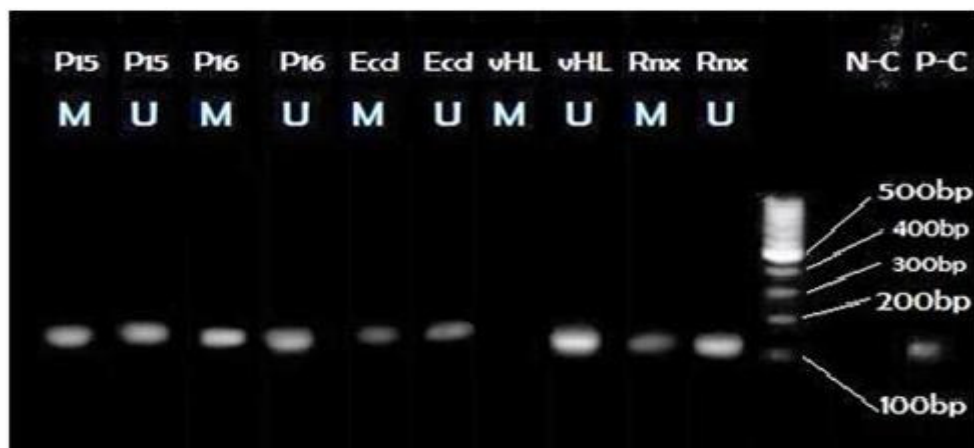 P15 P15 P16 P16 Ecd Ecd vHL vHL Rnx Rnx N-C P-C
M U M U M U M U M U
500bp
400bp
300bp
200bp
100bp